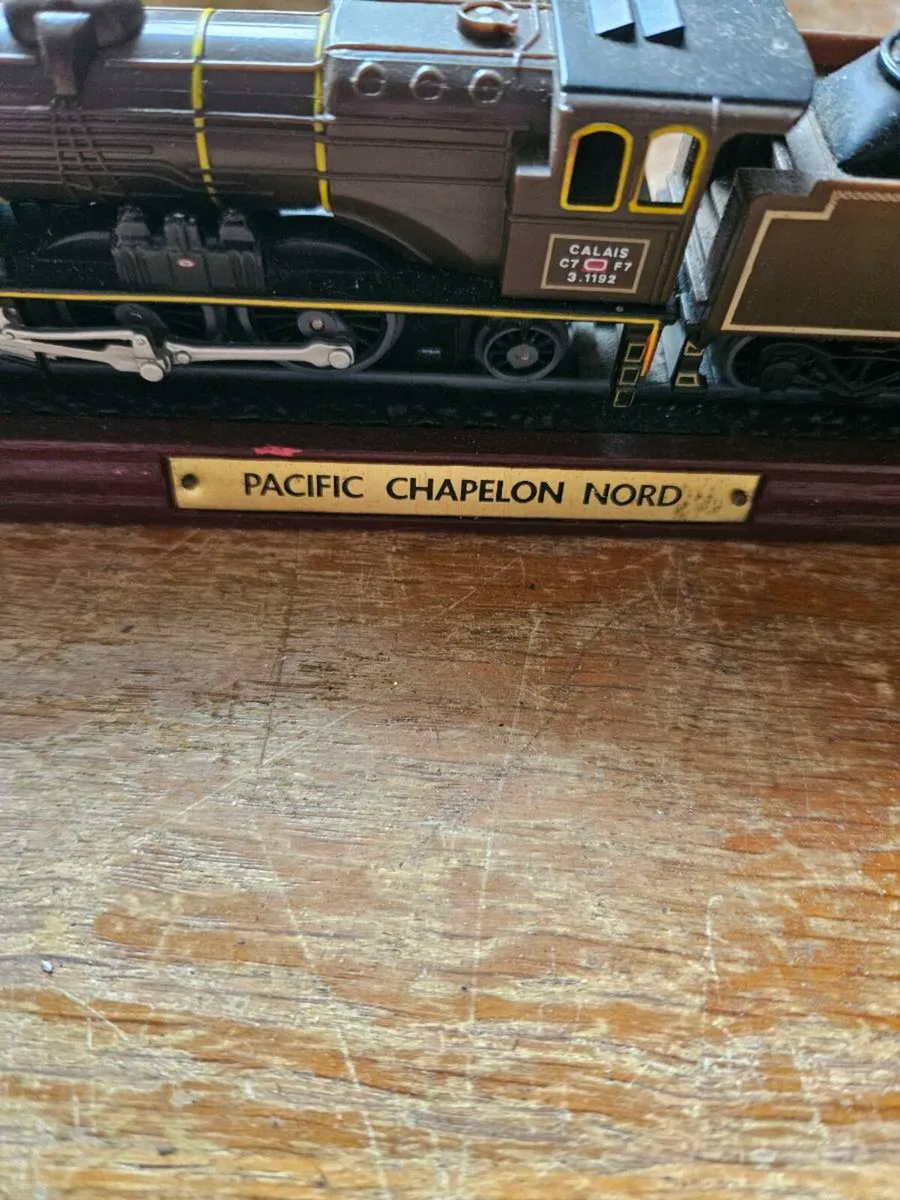 CALAIS
C7 F7
3.1192
PACIFIC CHAPELON NORD